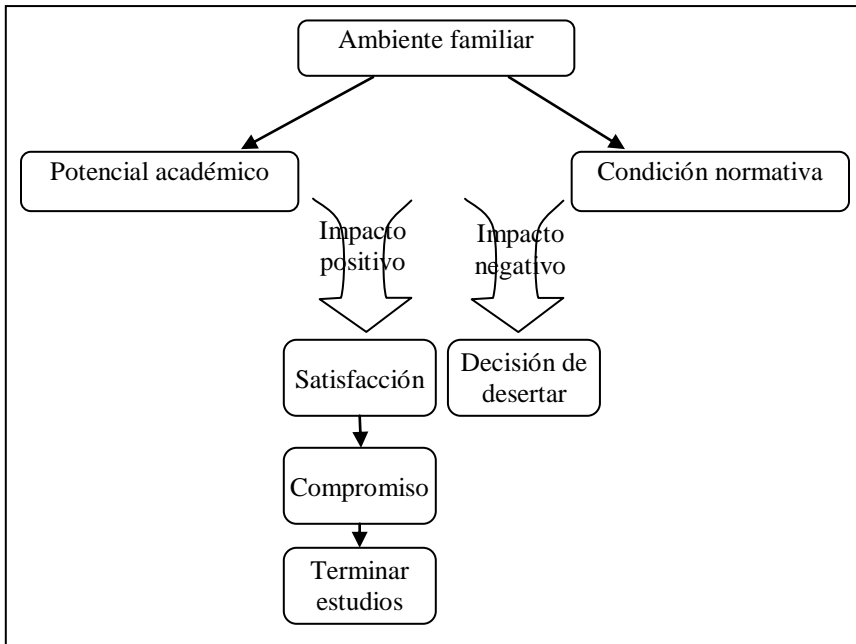 Ambiente familiar
Potencial académico
Condición normativa
Impacto
positivo
Impacto
negativo
Satisfacción
Decisión de
desertar
Compromiso
Terminar
estudios